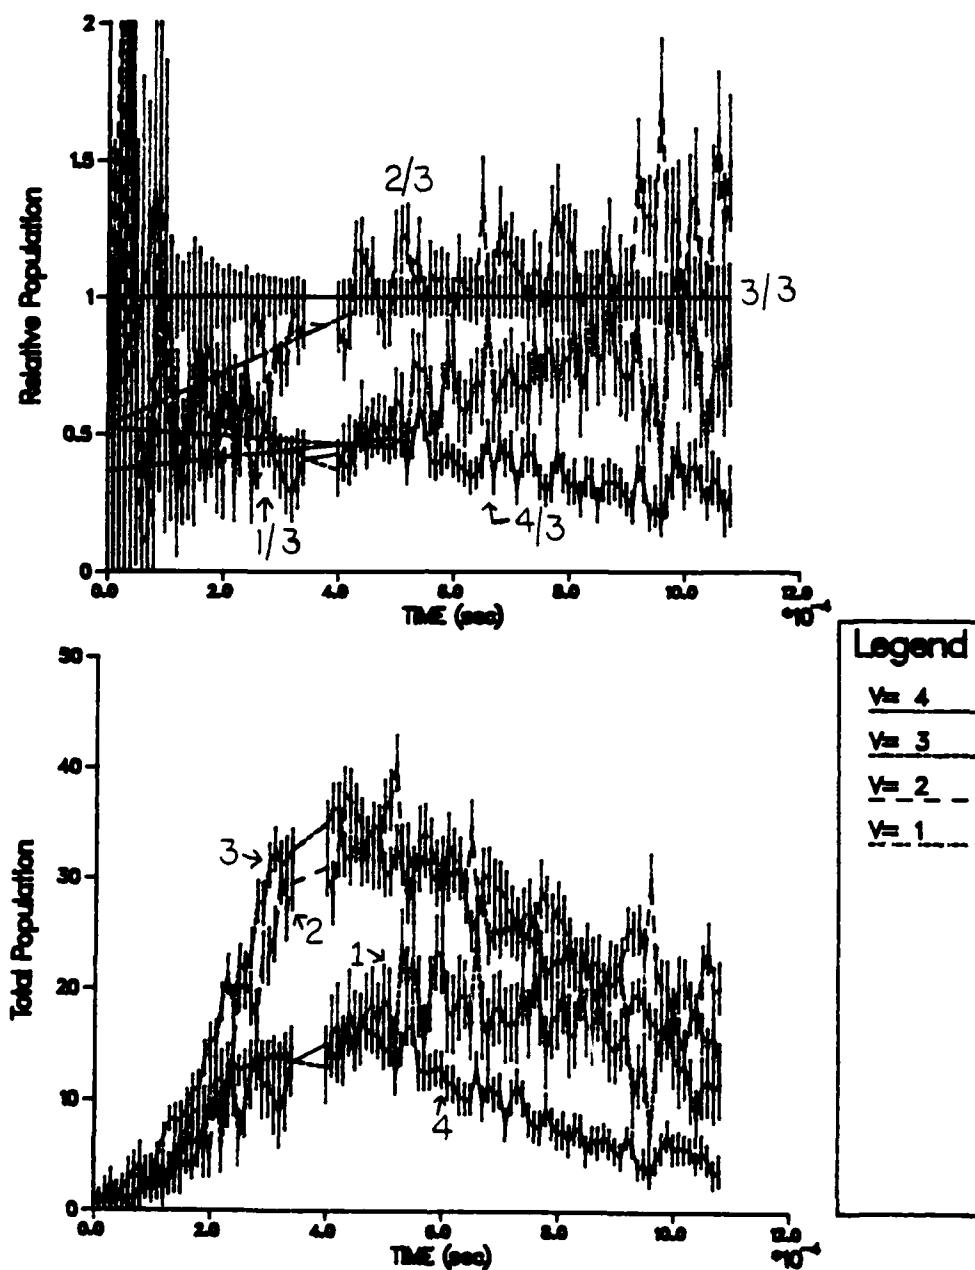 2
1.5
1
0.5
0
Relative Population
2/3
3/3
1/3
4/3
0.0 2.0 4.0 6.0 8.0 10.0 12.0
TIME (sec)
*10⁻⁴
50
40
30
20
10
0
Total Population
3
2
1
4
0.0 2.0 4.0 6.0 8.0 10.0 12.0
TIME (sec)
*10⁻⁴
Legend
V= 4
V= 3
V= 2
V= 1